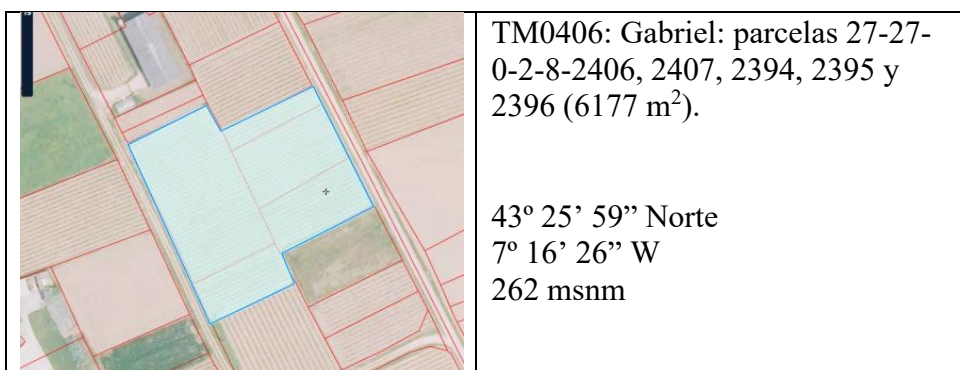 TM0406: Gabriel: parcelas 27-27-
0-2-8-2406, 2407, 2394, 2395 y
2396 (6177 m²).
43º 25’ 59” Norte
7º 16’ 26” W
262 msnm